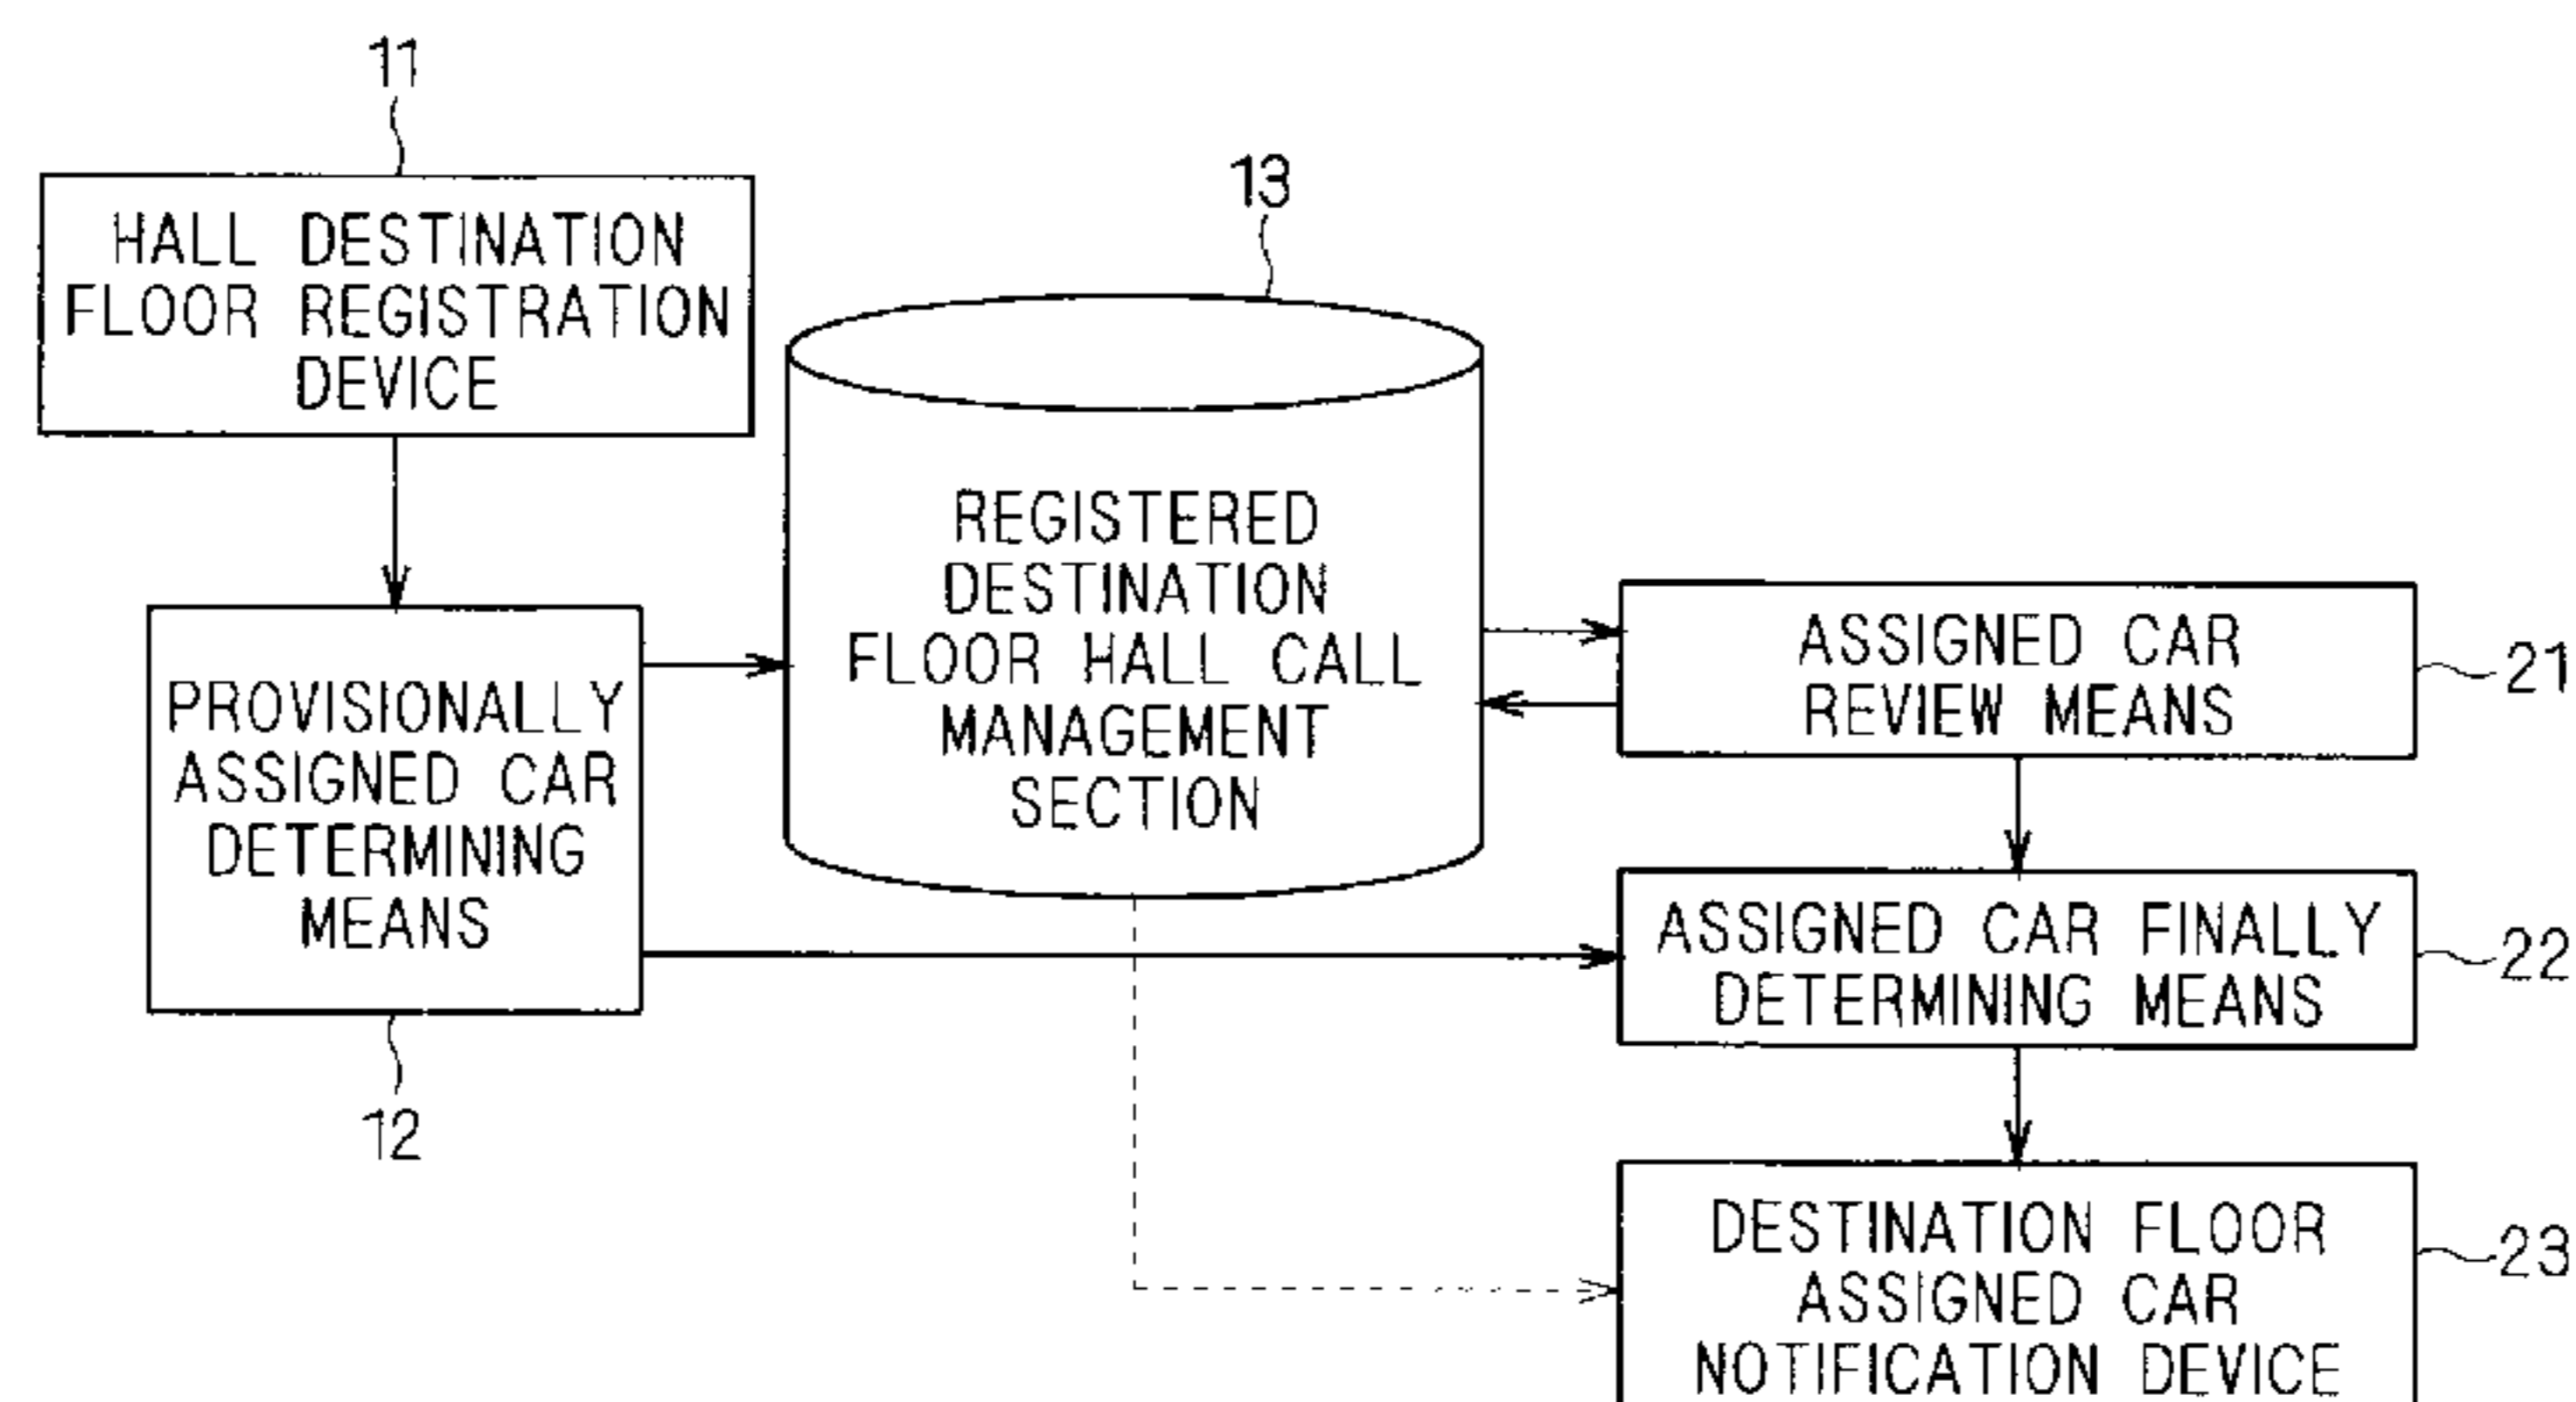 11
HALL DESTINATION
FLOOR REGISTRATION
DEVICE
13
REGISTERED
DESTINATION
FLOOR HALL CALL
MANAGEMENT
SECTION
PROVISIONALLY
ASSIGNED CAR
DETERMINING
MEANS
12
ASSIGNED CAR
REVIEW MEANS
21
ASSIGNED CAR FINALLY
DETERMINING MEANS
22
DESTINATION FLOOR
ASSIGNED CAR
NOTIFICATION DEVICE
23